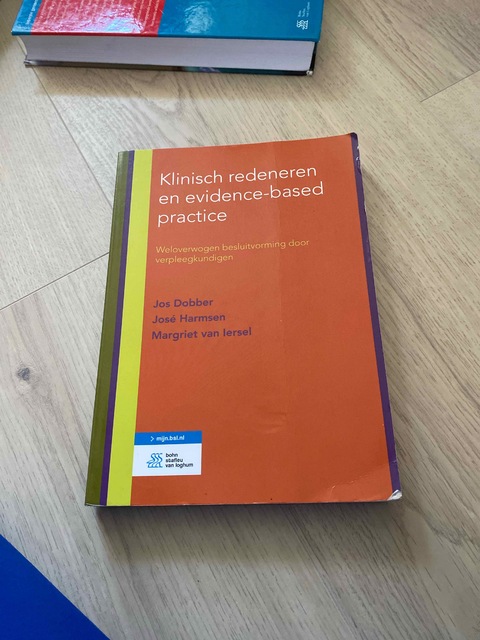 Klinisch redeneren
en evidence-based
practice
Weloverwogen besluitvorming door
verpleegkundigen
Jos Dobber
José Harmsen
Margriet van Iersel
> mijn.bsl.nl
bohn
stafleu
van loghum